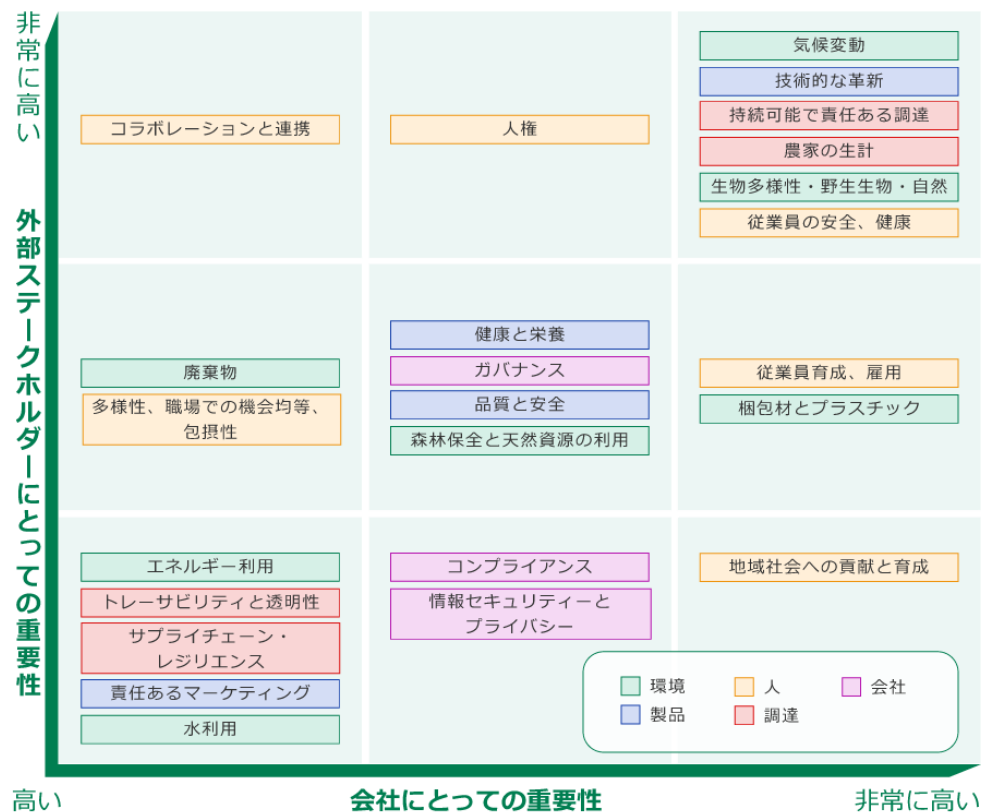 非常に高い
外部ステークホルダーにとっての重要性
コラボレーションと連携
人権
気候変動
技術的な革新
持続可能で責任ある調達
農家の生計
生物多様性・野生生物・自然
従業員の安全、健康
廃棄物
多様性、職場での機会均等、
包摂性
健康と栄養
ガバナンス
品質と安全
森林保全と天然資源の利用
従業員育成、雇用
梱包材とプラスチック
エネルギー利用
トレーサビリティと透明性
サプライチェーン・
レジリエンス
責任あるマーケティング
水利用
コンプライアンス
情報セキュリティーと
プライバシー
地域社会への貢献と育成
環境
人
会社
製品
調達
高い
会社にとっての重要性
非常に高い